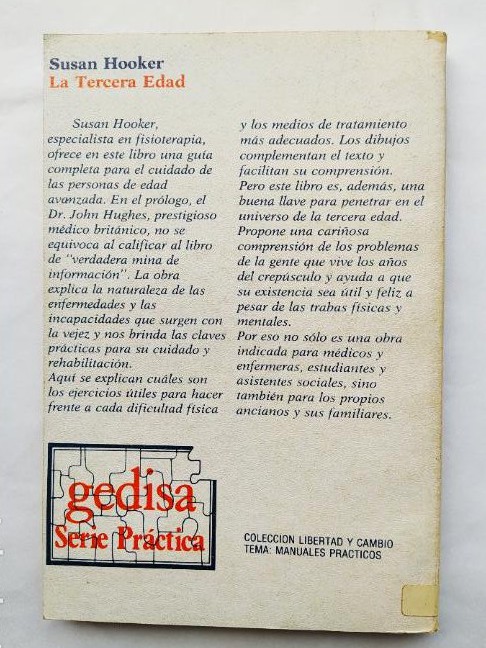 Susan Hooker
La Tercera Edad
Susan Hooker,
especialista en fisioterapia,
ofrece en este libro una guía
completa para el cuidado de
las personas de edad
avanzada. En el prólogo, el
Dr. John Hughes, prestigioso
médico británico, no se
equivoca al calificar al libro
de "verdadera mina de
información". La obra
explica la naturaleza de las
enfermedades y las
incapacidades que surgen con
la vejez y nos brinda las claves
prácticas para su cuidado y
rehabilitación.
Aquí se explican cuáles son
los ejercicios útiles para hacer
frente a cada dificultad física
y los medios de tratamiento
más adecuados. Los dibujos
complementan el texto y
facilitan su comprensión.
Pero este libro es, además, una
buena llave para penetrar en el
universo de la tercera edad.
Propone una cariñosa
comprensión de los problemas
de la gente que vive los años
del crepúsculo y ayuda a que
su existencia sea útil y feliz a
pesar de las trabas físicas y
mentales.
Por eso no sólo es una obra
indicada para médicos y
enfermeras, estudiantes y
asistentes sociales, sino
también para los propios
ancianos y sus familiares.
gedisa
Serie Práctica
COLECCION LIBERTAD Y CAMBIO
TEMA: MANUALES PRACTICOS